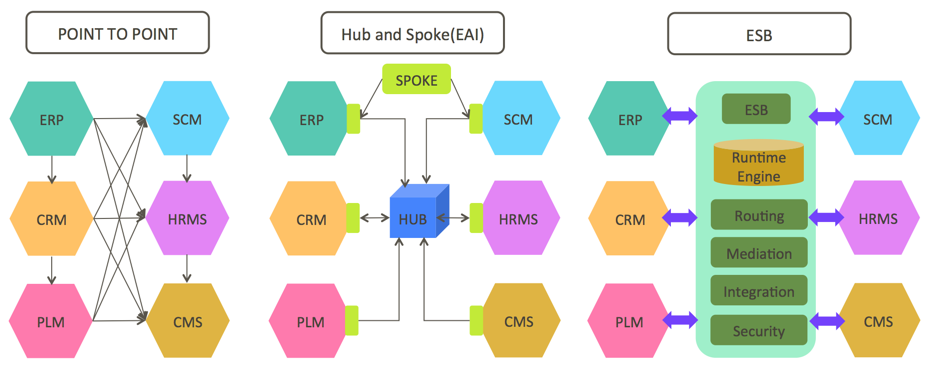 POINT TO POINT
ERP
SCM
CRM
HRMS
PLM
CMS
Hub and Spoke(EAI)
SPOKE
ERP
SCM
CRM
HUB
HRMS
PLM
CMS
ESB
ERP
ESB
SCM
Runtime
Engine
CRM
Routing
HRMS
Mediation
Integration
PLM
Security
CMS